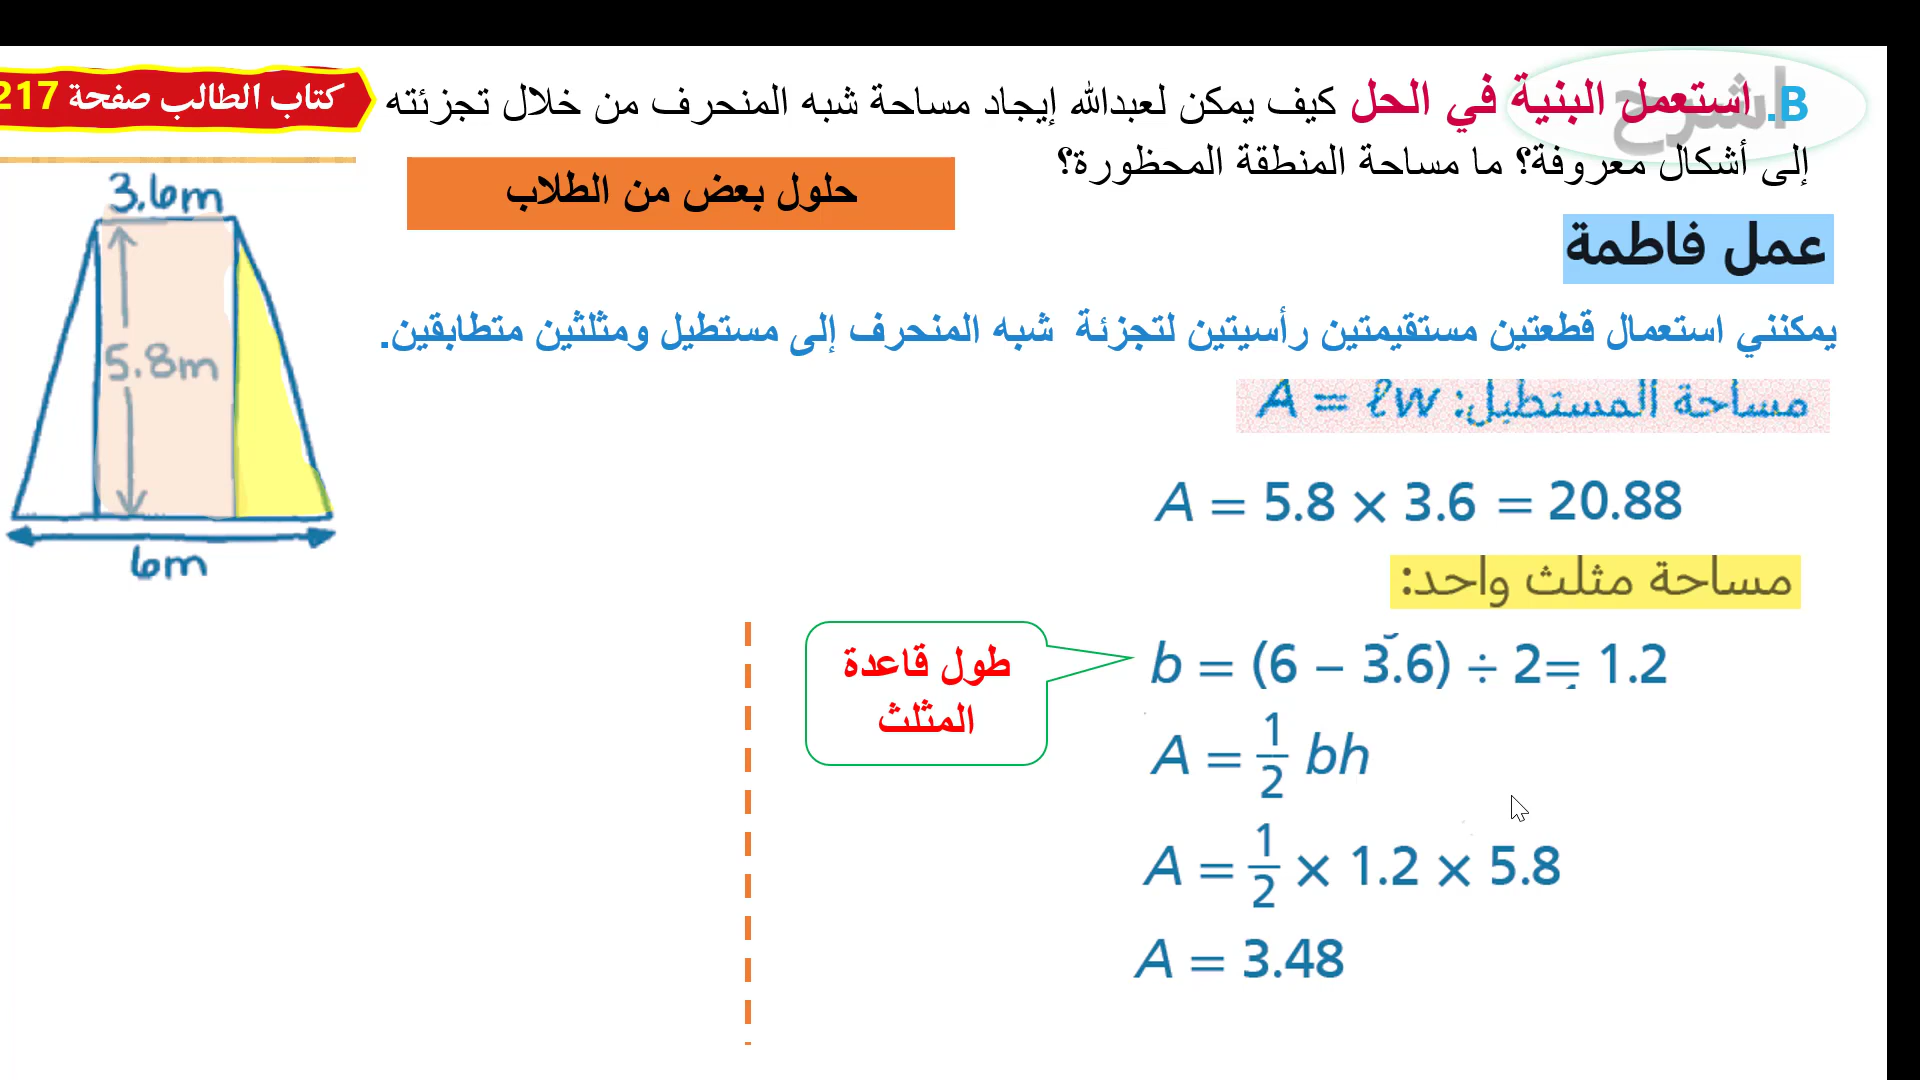 اشرح
B. استعمل البنية في الحل كيف يمكن لعبدالله إيجاد مساحة شبه المنحرف من خلال تجزئته
إلى أشكال معروفة؟ ما مساحة المنطقة المحظورة؟
كتاب الطالب صفحة 217
حلول بعض من الطلاب
عمل فاطمة
يمكنني استعمال قطعتين مستقيمتين رأسيتين لتجزئة شبه المنحرف إلى مستطيل ومثلثين متطابقين.
3.6m
5.8m
6m
مساحة المستطيل: A = ℓw
A = 5.8 × 3.6 = 20.88
مساحة مثلث واحد:
b = (6 − 3.6) ÷ 2= 1.2
طول قاعدة
المثلث
A = 1/2 bh
A = 1/2 × 1.2 × 5.8
A = 3.48